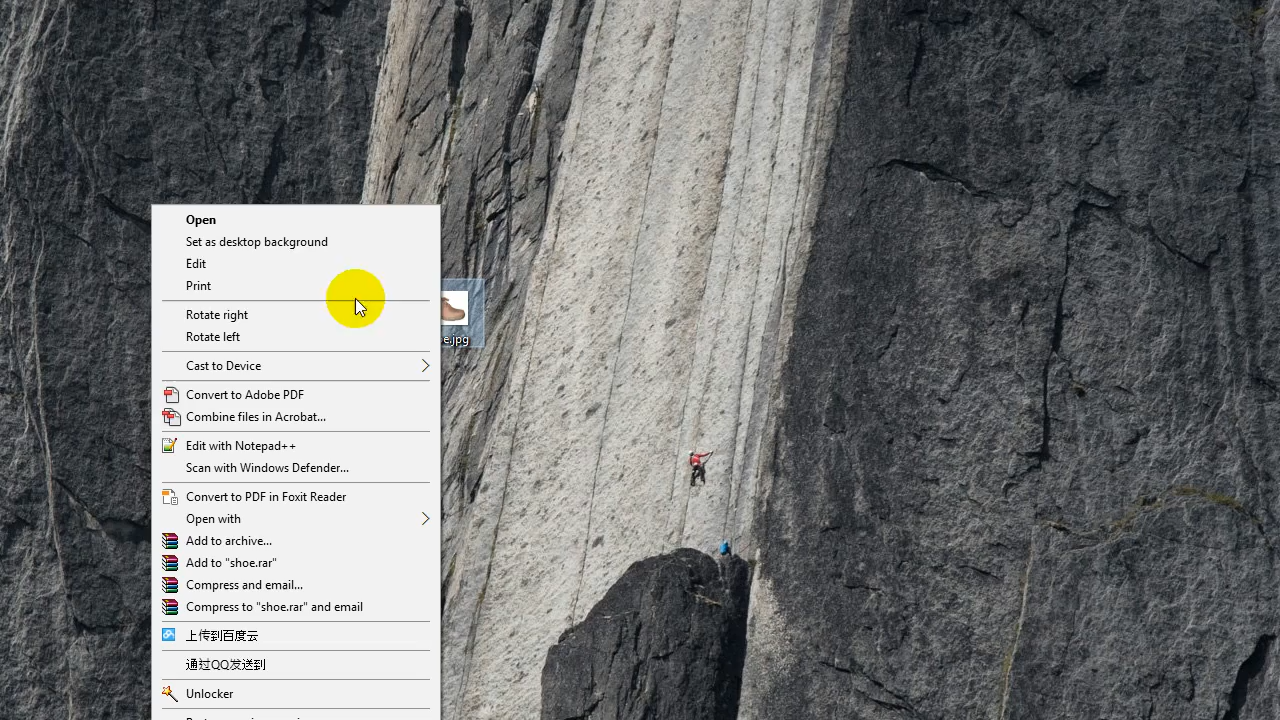 Open
Set as desktop background
Edit
Print
Rotate right
Rotate left
e.jpg
Cast to Device
Convert to Adobe PDF
Combine files in Acrobat...
Edit with Notepad++
Scan with Windows Defender...
Convert to PDF in Foxit Reader
Open with
Add to archive...
Add to "shoe.rar"
Compress and email...
Compress to "shoe.rar" and email
上传到百度云
通过QQ发送到
Unlocker